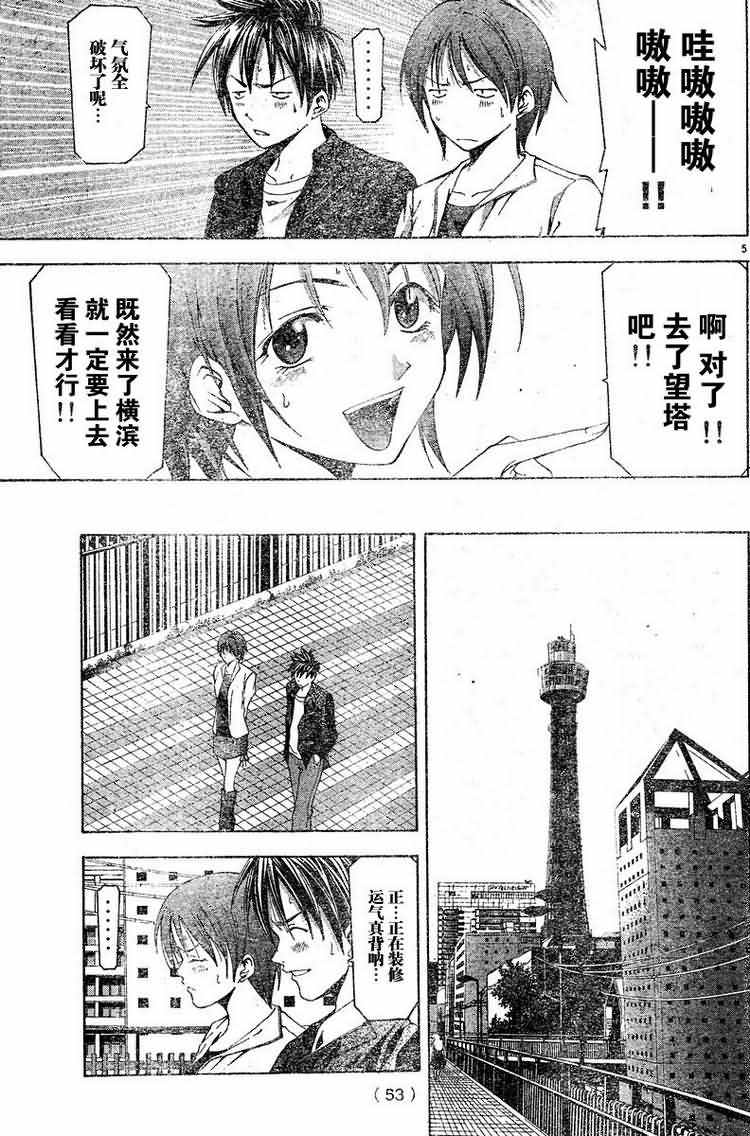 哇嗷嗷嗷
嗷嗷——!!
……
气氛全
破坏了呢…
5
啊 对了!!
去了望塔
吧!!
既然来了横滨
就一定要上去
看看才行!!
正…正在装修
运气真背呐…
……
( 53 )